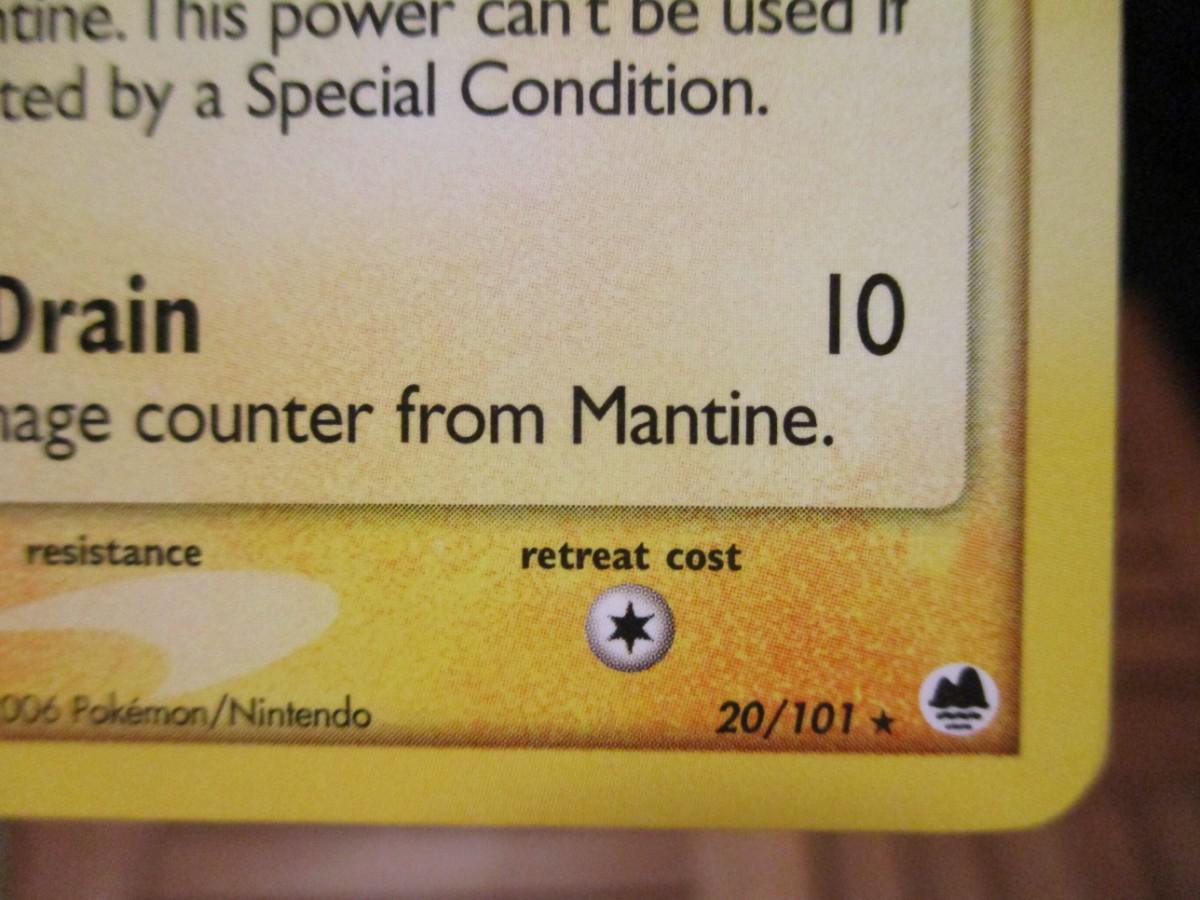 ntine. This power can't be used if
ted by a Special Condition.
Drain 10
mage counter from Mantine.
resistance retreat cost
006 Pokémon/Nintendo 20/101 ★